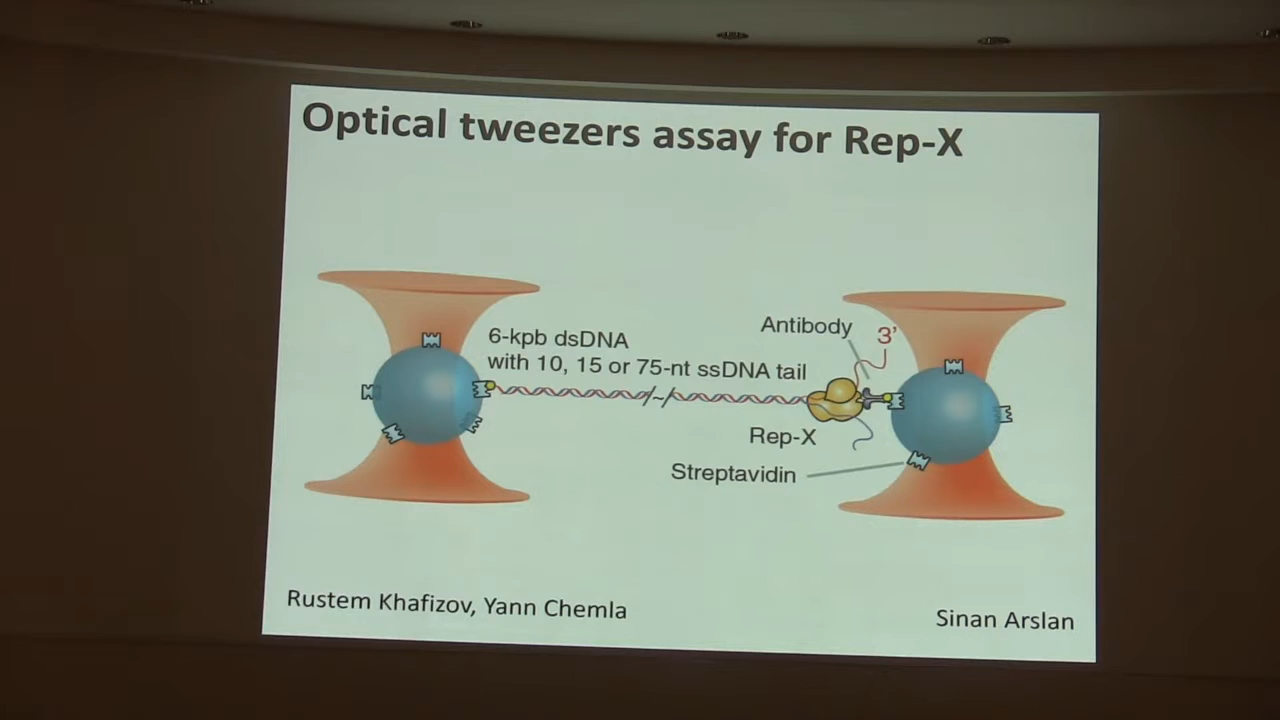 Optical tweezers assay for Rep-X
6-kpb dsDNA
with 10, 15 or 75-nt ssDNA tail
Antibody
3'
Rep-X
Streptavidin
Rustem Khafizov, Yann Chemla
Sinan Arslan